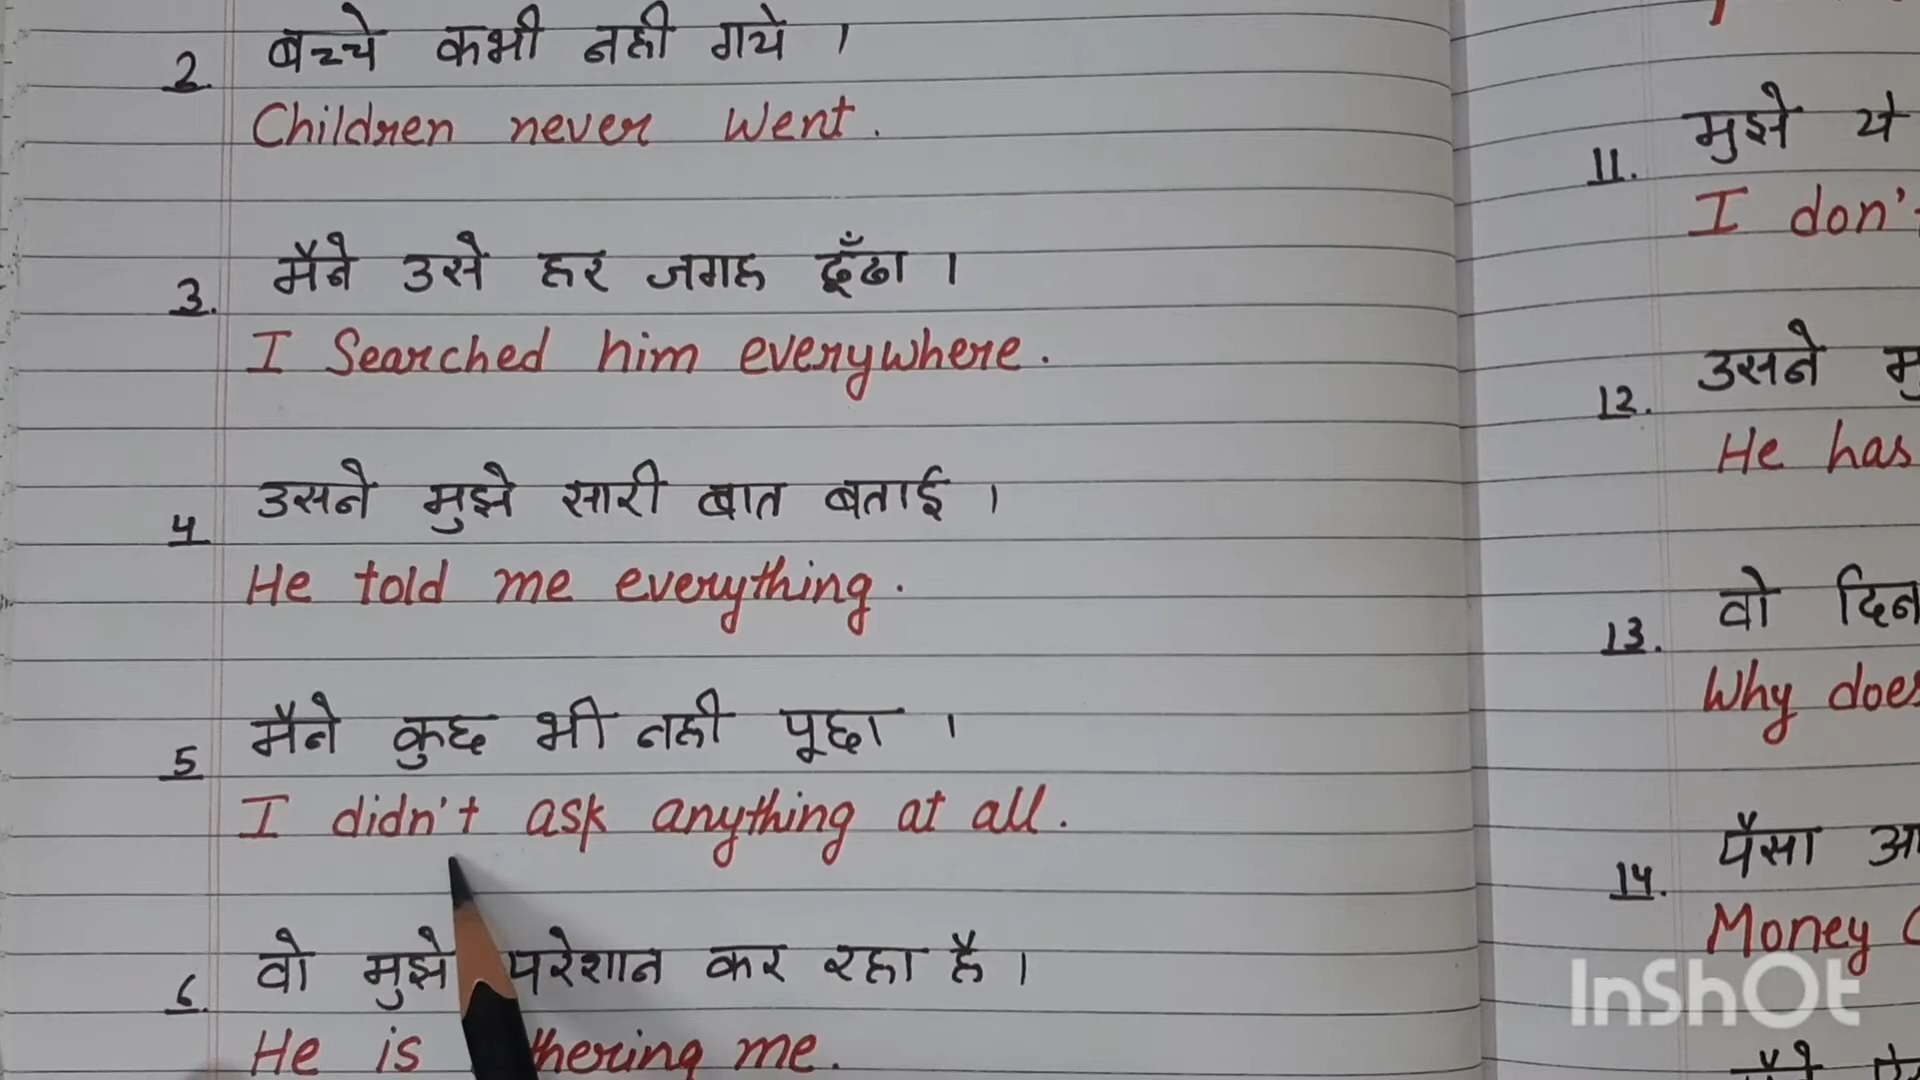 2. बच्चे कभी नही गये ।
Children never went.
3. मैने उसे हर जगह ढूँढा ।
I Searched him everywhere.
4 उसने मुझे सारी बात बताई ।
He told me everything.
5 मैने कुछ भी नही पूछा ।
I didn't ask anything at all.
6. वो मुझे परेशान कर रहा है ।
He is me.
11. मुझे ये
I don't
12. उसने
He has
13. वो दिन
Why does
14. पैसा
Money
InShOt